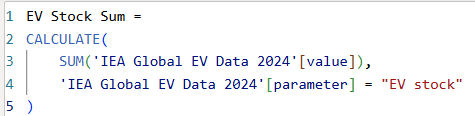 1 EV Stock Sum =
2 CALCULATE(
3     SUM('IEA Global EV Data 2024'[value]),
4     'IEA Global EV Data 2024'[parameter] = "EV stock"
5 )